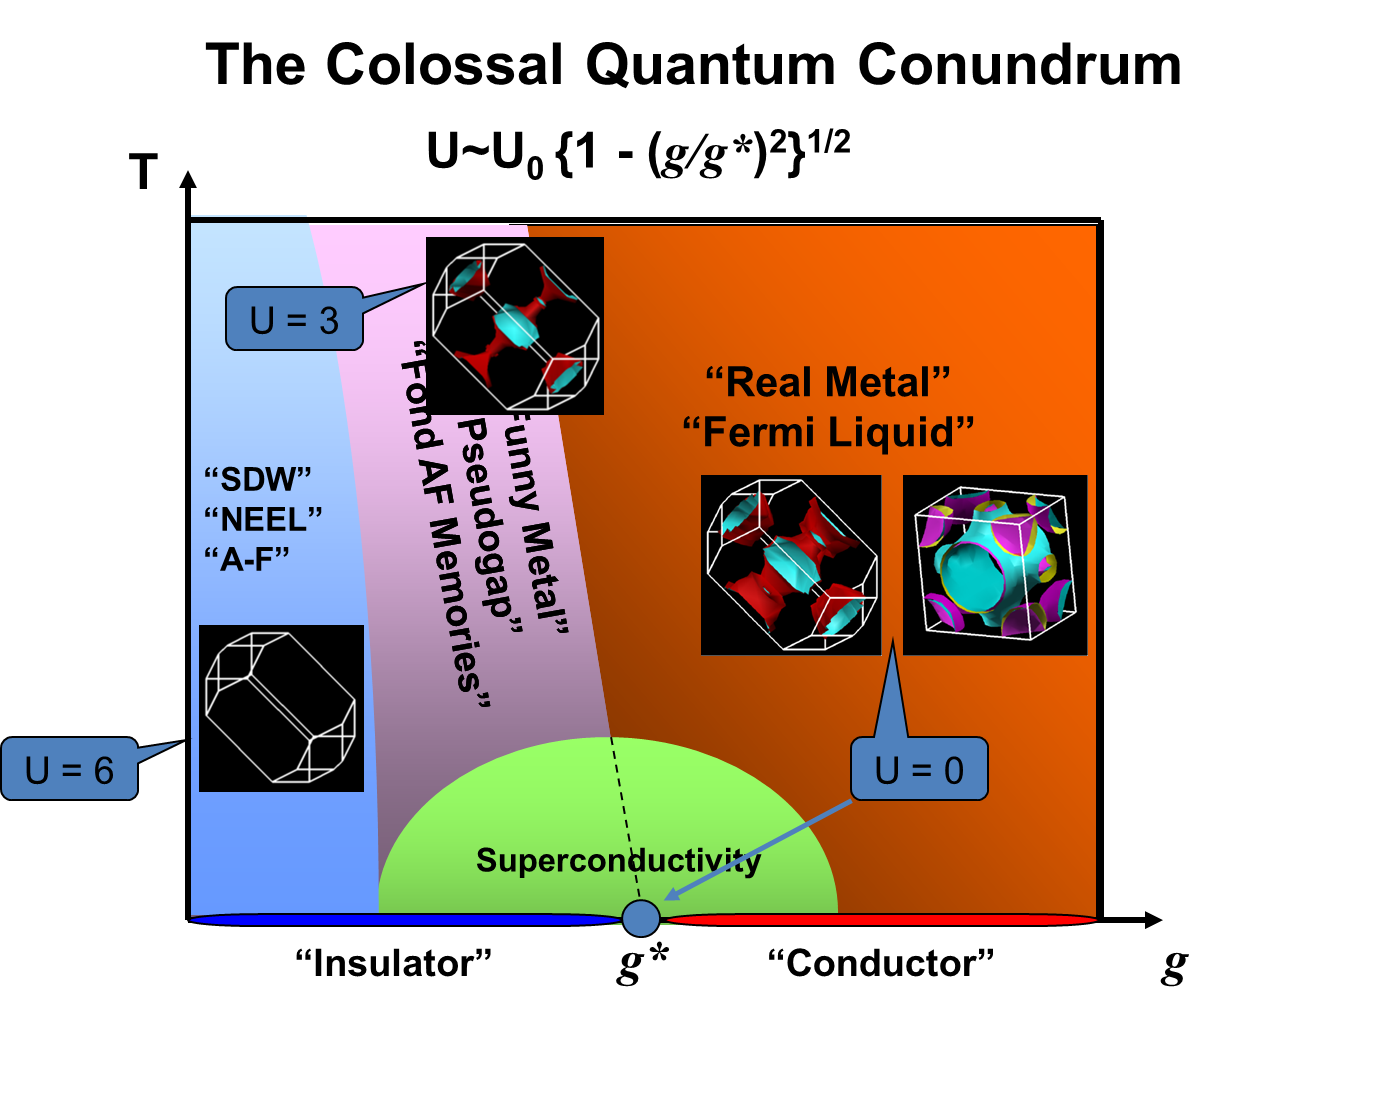 The Colossal Quantum Conundrum
U~U₀ {1 - (g/g*)²}¹/²
T
U = 3
“Real Metal”
“Fermi Liquid”
“Fond AF Memories”
Pseudogap”
Funny Metal”
“SDW”
“NEEL”
“A-F”
U = 6
U = 0
Superconductivity
“Insulator”
g*
“Conductor”
g